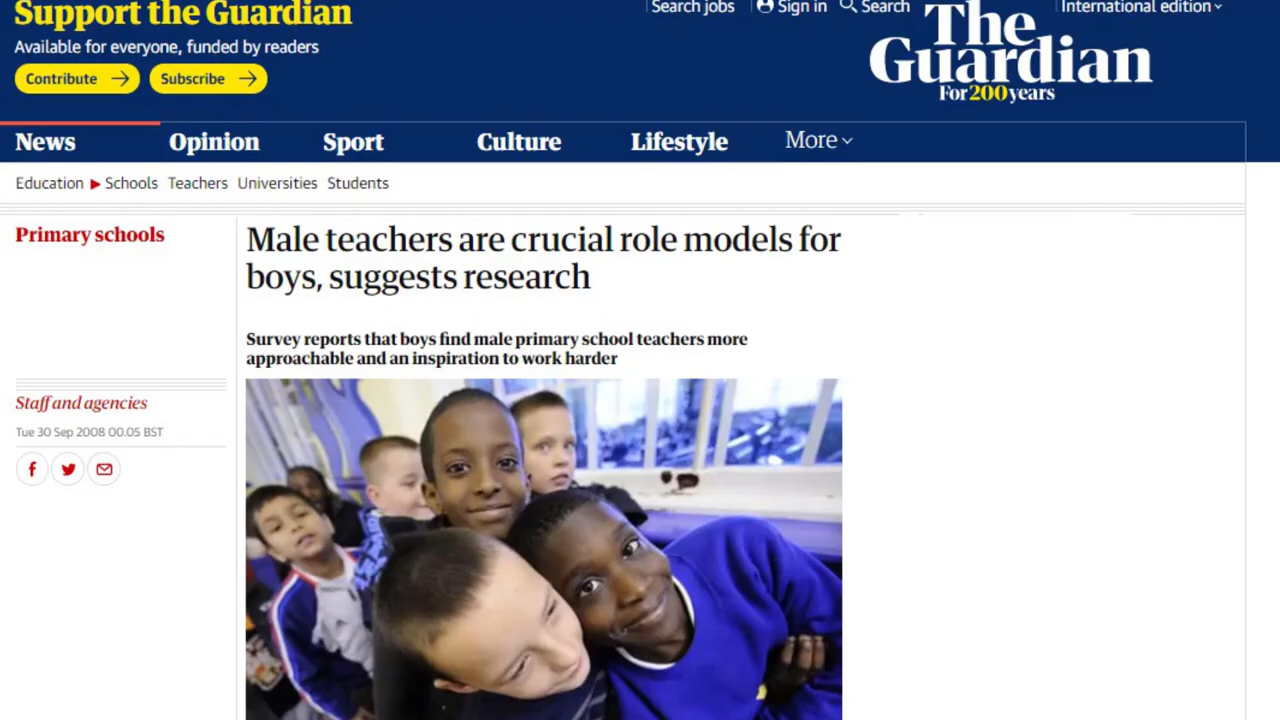 Support the Guardian
Available for everyone, funded by readers
Contribute
Subscribe
Search jobs
Sign in
Search
International edition
The
Guardian
For 200 years
News
Opinion
Sport
Culture
Lifestyle
More
Education
Schools
Teachers
Universities
Students
Primary schools
Male teachers are crucial role models for
boys, suggests research
Survey reports that boys find male primary school teachers more
approachable and an inspiration to work harder
Staff and agencies
Tue 30 Sep 2008 00.05 BST